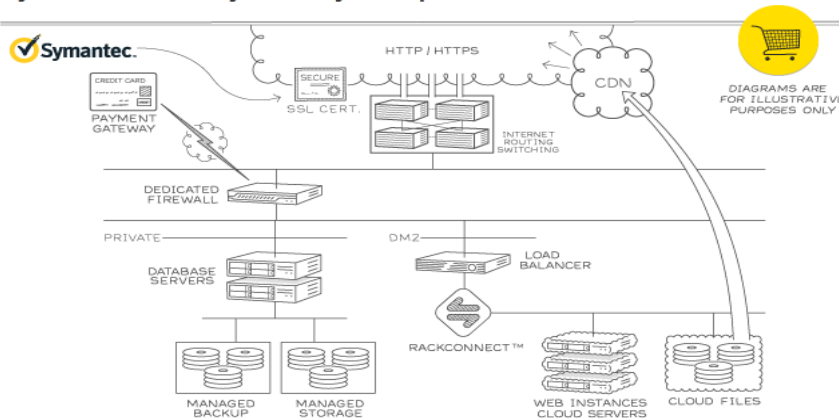 Symantec.
HTTP / HTTPS
CREDIT CARD
SECURE
CDN
SSL CERT.
PAYMENT
GATEWAY
INTERNET
ROUTING
SWITCHING
DIAGRAMS ARE
FOR ILLUSTRATIVE
PURPOSES ONLY
DEDICATED
FIREWALL
PRIVATE
DM2
DATABASE
SERVERS
LOAD
BALANCER
RACKCONNECT™
MANAGED
BACKUP
MANAGED
STORAGE
WEB INSTANCES
CLOUD SERVERS
CLOUD FILES